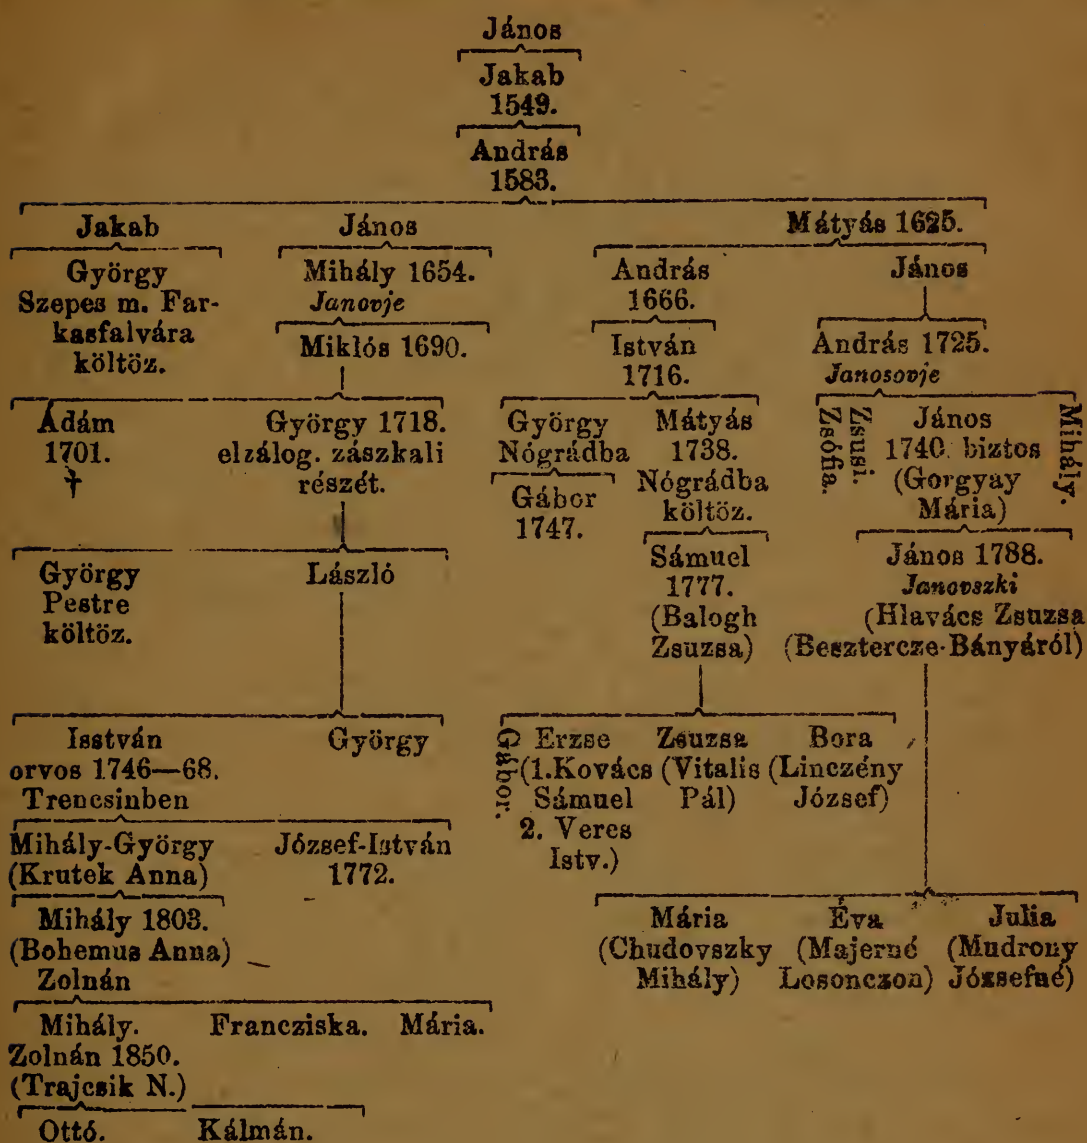 János
Jakab
1549.
András
1583.
Jakab János Mátyás 1625.
György Mihály 1654. András János
Szepes m. Far- Janovje 1666.
kasfalvára Miklós 1690. István András 1725.
költöz. 1716. Janosovje
Ádám György 1718. György Mátyás Zsófia. Zsusi. János Mihály.
1701. elzálog. zászkali Nógrádba 1738. 1740. biztos
† részét. Gábor Nógrádba (Gorgyay
1747. költöz. Mária)
György László Sámuel János 1788.
Pestre 1777. Janovszki
költöz. (Balogh (Hlavács Zsuzsa
Zsuzsa) (Besztercze-Bányáról)
Isstván György Gábor. Erzse Zsuzsa Bora
orvos 1746—68. (1.Kovács (Vitalis (Linczény
Trencsinben Sámuel Pál) József)
Mihály-György József-István 2. Veres
(Krutek Anna) 1772. Istv.)
Mihály 1803. Mária Éva Julia
(Bohemus Anna) (Chudovszky (Majerné (Mudrony
Zolnán Mihály) Losonczon) Józsefné)
Mihály. Francziska. Mária.
Zolnán 1850.
(Trajcsik N.)
Ottó. Kálmán.